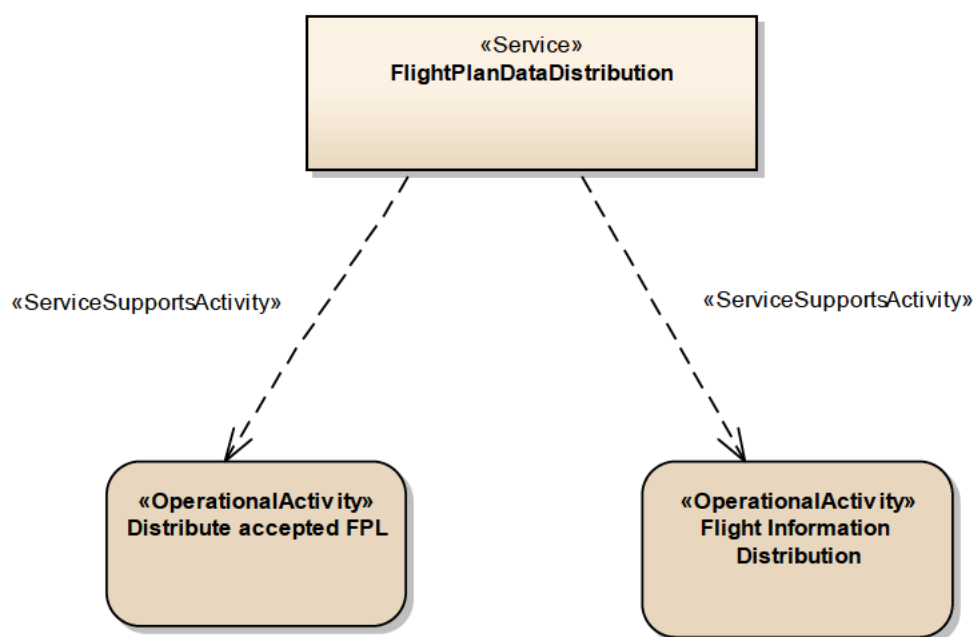 «Service»
FlightPlanDataDistribution
«ServiceSupportsActivity»
«ServiceSupportsActivity»
«OperationalActivity»
Distribute accepted FPL
«OperationalActivity»
Flight Information
Distribution